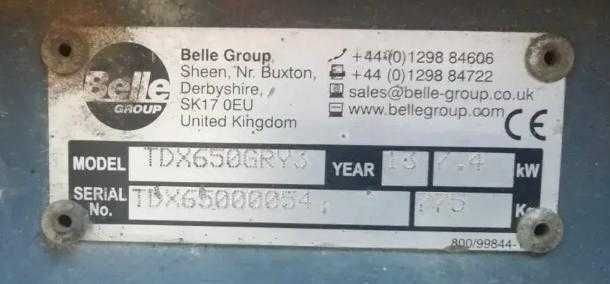 Belle
GROUP
Belle Group,
Sheen, Nr. Buxton,
Derbyshire,
SK17 0EU
United Kingdom
+44 (0)1298 84606
+44 (0)1298 84722
sales@belle-group.co.uk
www.bellegroup.com
CE
MODEL TDX650GRY3 YEAR 13 7.4 kW
SERIAL No. TDX65000054
800/99844-